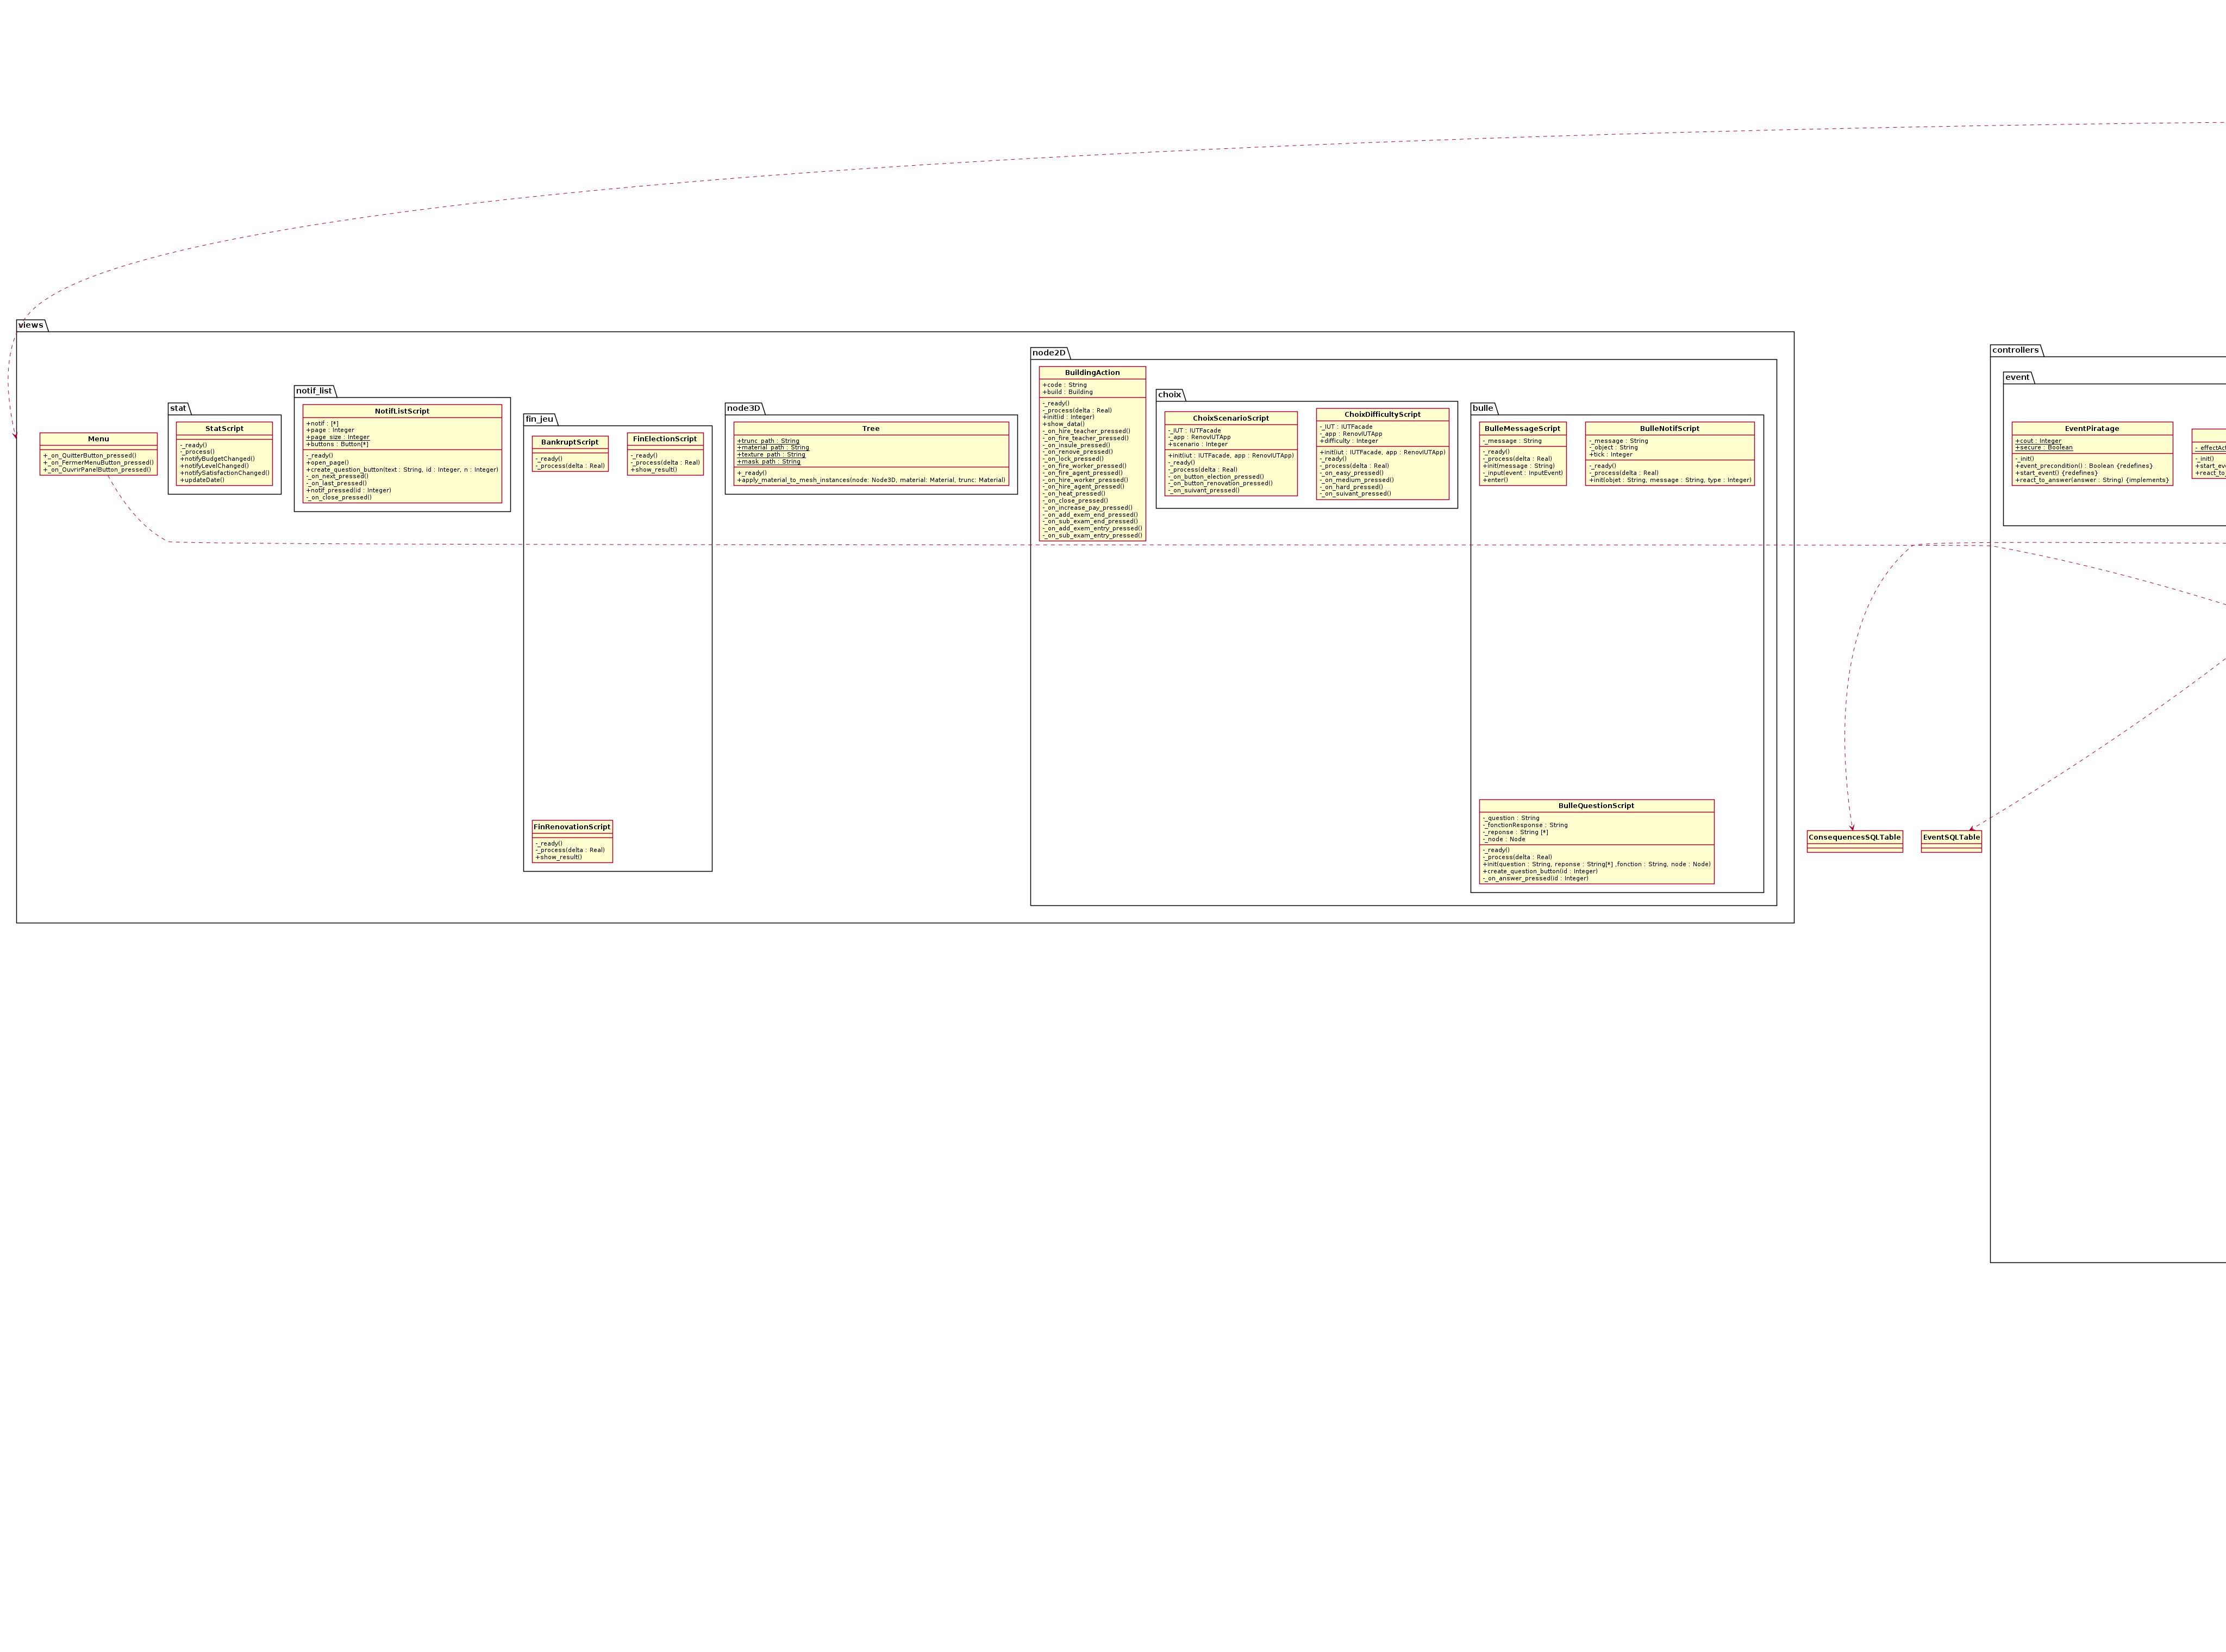 views
Menu
+_on_QuitterButton_pressed()
+_on_FermerMenuButton_pressed()
+_on_OuvrirPanelButton_pressed()
stat
StatScript
-_ready()
-_process()
+notifyBudgetChanged()
+notifyLevelChanged()
+notifySatisfactionChanged()
+updateDate()
notif_list
NotifListScript
+notif : [*]
+page : Integer
+page_size : Integer
+buttons : Button[*]
-_ready()
+open_page()
+create_question_button(text : String, id : Integer, n : Integer)
-_on_next_pressed()
-_on_last_pressed()
+notif_pressed(id : Integer)
-_on_close_pressed()
fin_jeu
BankruptScript
-_ready()
-_process(delta : Real)
FinElectionScript
-_ready()
-_process(delta : Real)
+show_result()
FinRenovationScript
-_ready()
-_process(delta : Real)
+show_result()
node3D
Tree
+trunc_path : String
+material_path : String
+texture_path : String
+mask_path : String
+_ready()
+apply_material_to_mesh_instances(node: Node3D, material: Material, trunc: Material)
node2D
BuildingAction
+code : String
+build : Building
-_ready()
-_process(delta : Real)
+init(id : Integer)
+show_data()
-_on_hire_teacher_pressed()
-_on_fire_teacher_pressed()
-_on_renove_pressed()
-_on_insule_pressed()
-_on_lock_pressed()
-_on_fire_worker_pressed()
-_on_fire_agent_pressed()
-_on_hire_worker_pressed()
-_on_hire_agent_pressed()
-_on_heat_pressed()
-_on_close_pressed()
-_on_increase_pay_pressed()
-_on_add_exem_end_pressed()
-_on_sub_exam_end_pressed()
-_on_add_exem_entry_pressed()
-_on_sub_exam_entry_pressed()
choix
ChoixScenarioScript
-_IUT : IUTFacade
-_app : RenovIUTApp
+scenario : Integer
+init(iut : IUTFacade, app : RenovIUTApp)
-_ready()
-_process(delta : Real)
-_on_button_election_pressed()
-_on_button_renovation_pressed()
-_on_suivant_pressed()
ChoixDifficultyScript
-_IUT : IUTFacade
-_app : RenovIUTApp
+difficulty : Integer
+init(iut : IUTFacade, app : RenovIUTApp)
-_ready()
-_process(delta : Real)
-_on_easy_pressed()
-_on_medium_pressed()
-_on_hard_pressed()
-_on_suivant_pressed()
bulle
BulleMessageScript
-_message : String
-_ready()
-_process(delta : Real)
+init(message : String)
-_input(event : InputEvent)
+enter()
BulleNotifScript
-_message : String
-_object : String
+tick : Integer
-_ready()
-_process(delta : Real)
+init(objet : String, message : String, type : Integer)
BulleQuestionScript
-_question : String
-_fonctionResponse : String
-_reponse : String [*]
-_node : Node
-_ready()
-_process(delta : Real)
+init(question : String, reponse : String[*] ,fonction : String, node : Node)
+create_question_button(id : Integer)
-_on_answer_pressed(id : Integer)
ConsequencesSQLTable
EventSQLTable
controllers
event
EventPiratage
+cout : Integer
+secure : Boolean
-_init()
+event_precondition() : Boolean {redefines}
+start_event() {redefines}
+react_to_answer(answer : String) {implements}
-_effectAct
-_init()
+start_eve
+react_to_